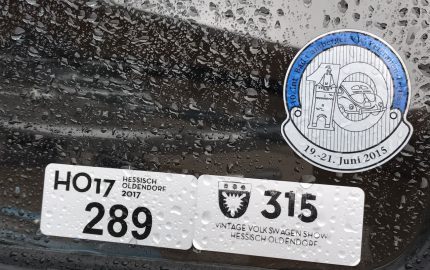 10
19.-21. Juni 2015
HO17 HESSISCH OLDENDORF 2017
289
315
VINTAGE VOLKSWAGEN SHOW
HESSISCH-OLDENDORF